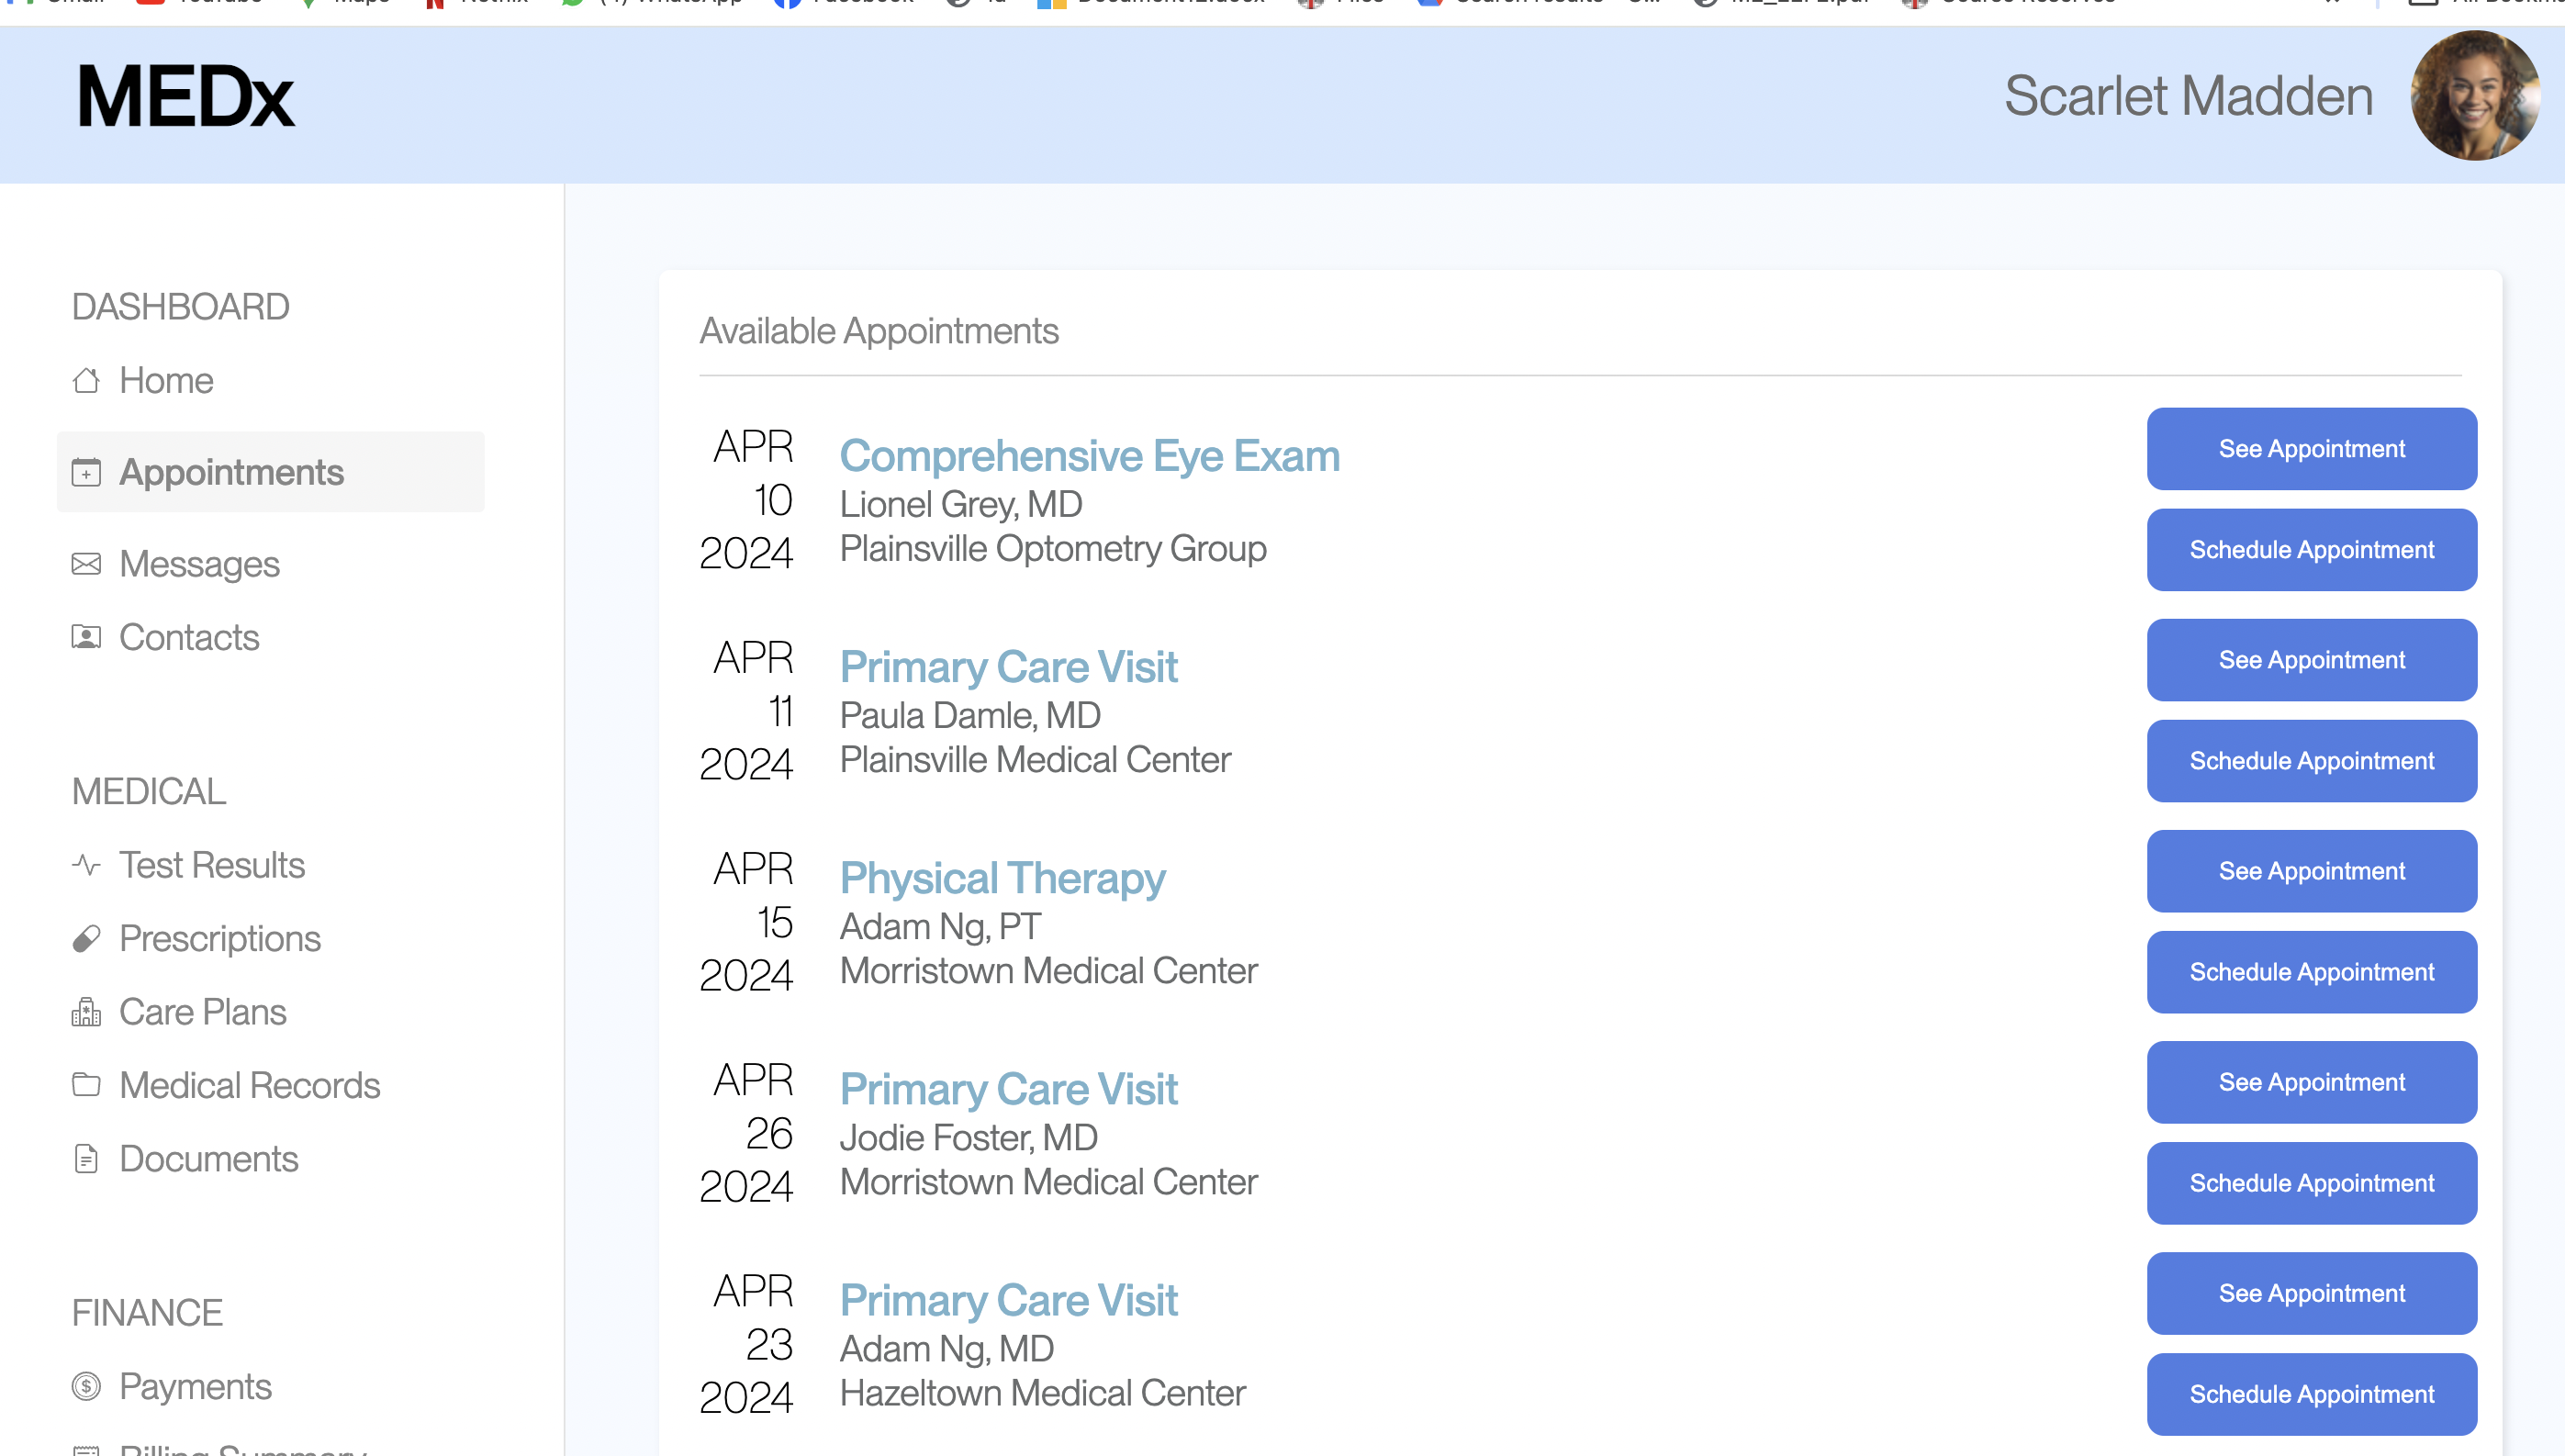 MEDx
Scarlet Madden
DASHBOARD
Home
Appointments
Messages
Contacts
MEDICAL
Test Results
Prescriptions
Care Plans
Medical Records
Documents
FINANCE
Payments
Billing Summary
Available Appointments
APR
10
2024
Comprehensive Eye Exam
Lionel Grey, MD
Plainsville Optometry Group
See Appointment
Schedule Appointment
APR
11
2024
Primary Care Visit
Paula Damle, MD
Plainsville Medical Center
See Appointment
Schedule Appointment
APR
15
2024
Physical Therapy
Adam Ng, PT
Morristown Medical Center
See Appointment
Schedule Appointment
APR
26
2024
Primary Care Visit
Jodie Foster, MD
Morristown Medical Center
See Appointment
Schedule Appointment
APR
23
2024
Primary Care Visit
Adam Ng, MD
Hazeltown Medical Center
See Appointment
Schedule Appointment